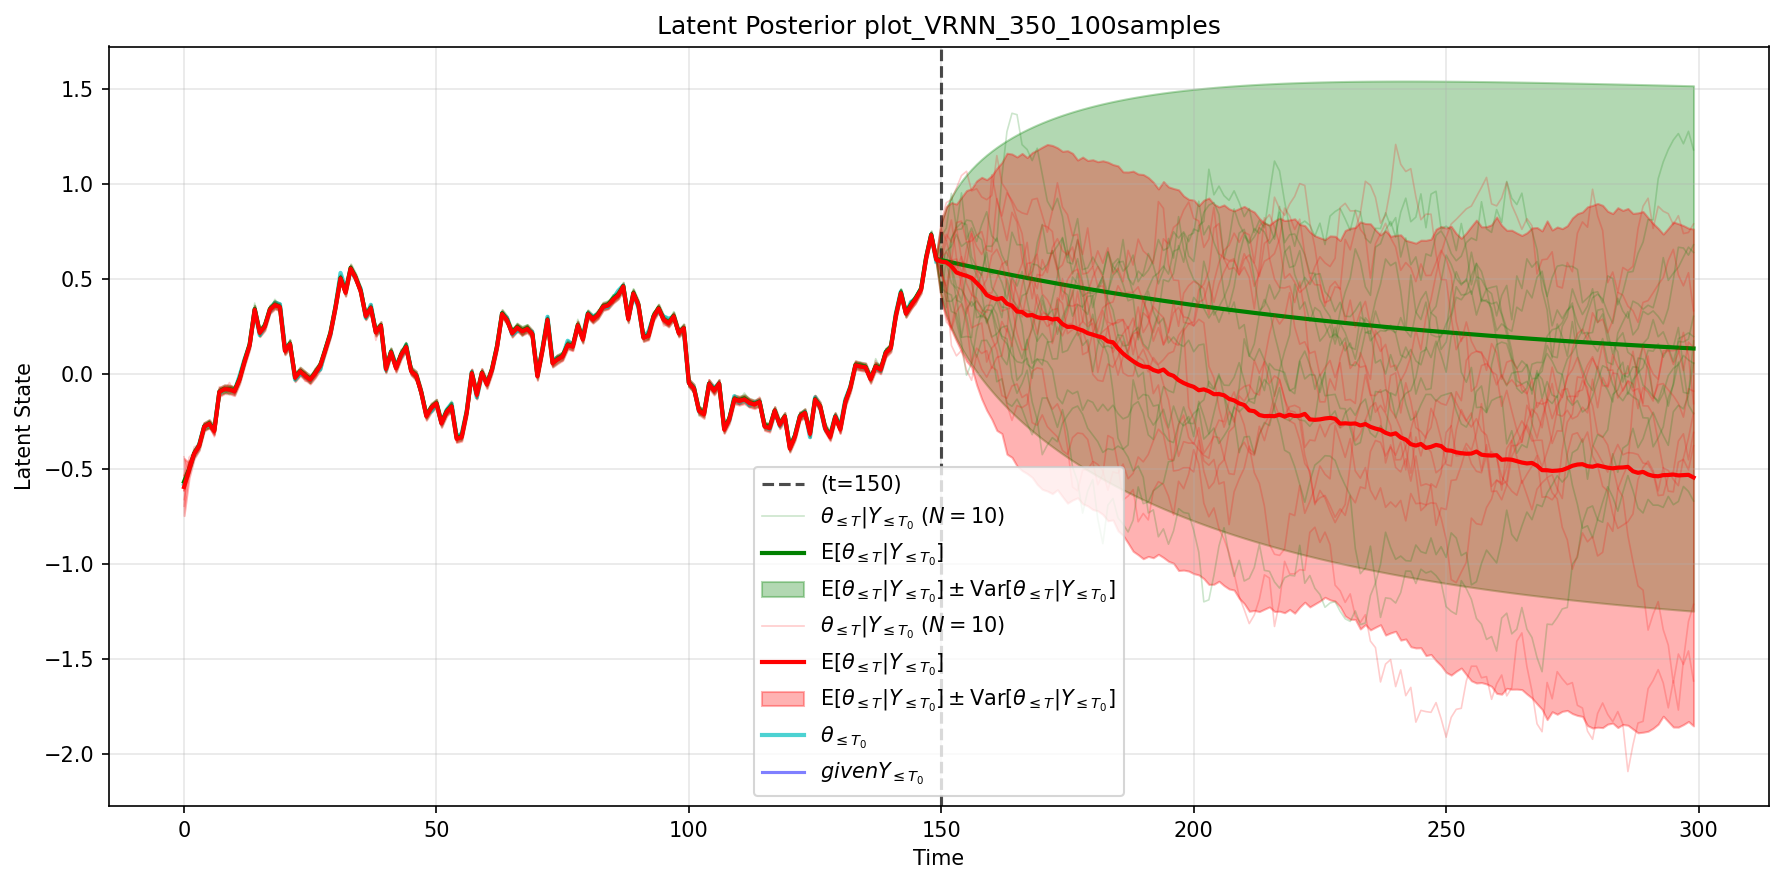 Latent Posterior plot_VRNN_350_100samples
Latent State
1.5
1.0
0.5
0.0
−0.5
−1.0
−1.5
−2.0
(t=150)
θ≤T|Y≤T₀ (N = 10)
E[θ≤T|Y≤T₀]
E[θ≤T|Y≤T₀] ± Var[θ≤T|Y≤T₀]
θ≤T|Y≤T₀ (N = 10)
E[θ≤T|Y≤T₀]
E[θ≤T|Y≤T₀] ± Var[θ≤T|Y≤T₀]
θ≤T₀
givenY≤T₀
0 50 100 150 200 250 300
Time